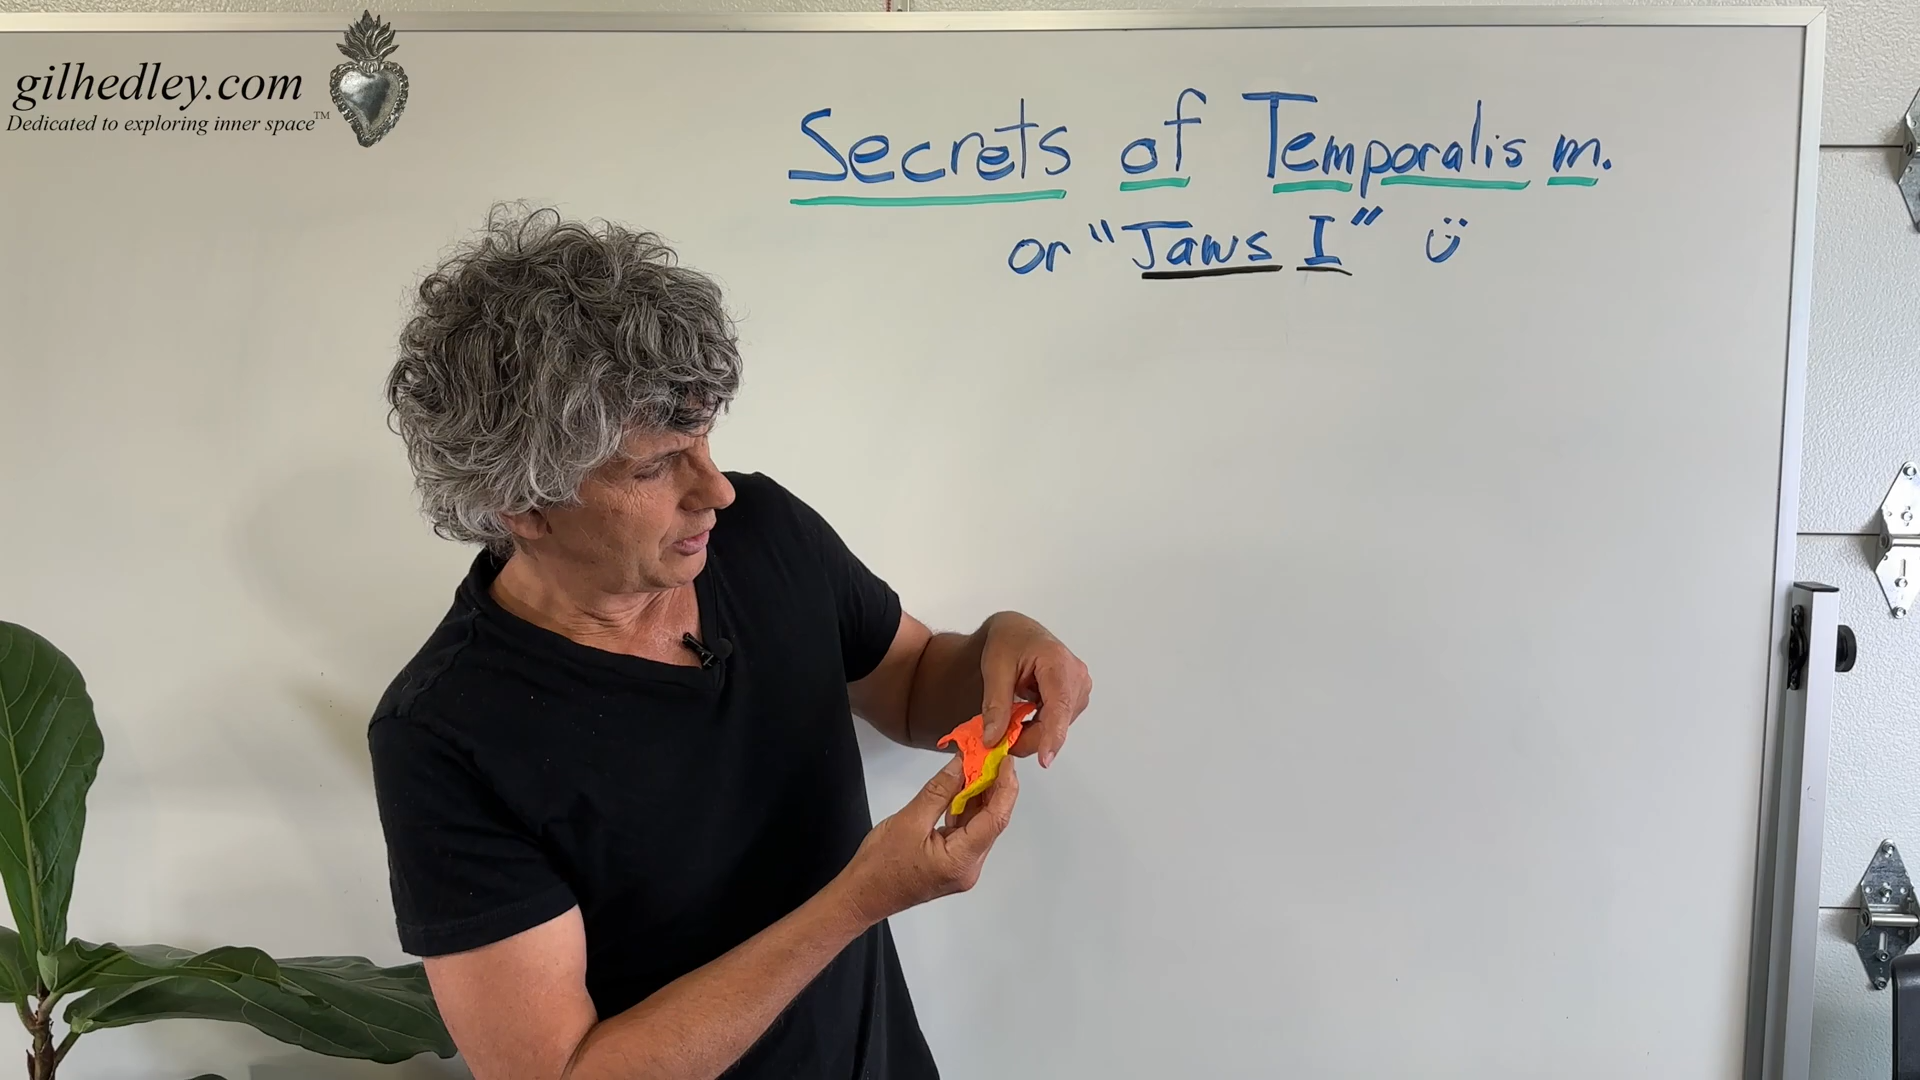 gilhedley.com
Dedicated to exploring inner space™
Secrets of Temporalis m.
or "Jaws I" ü